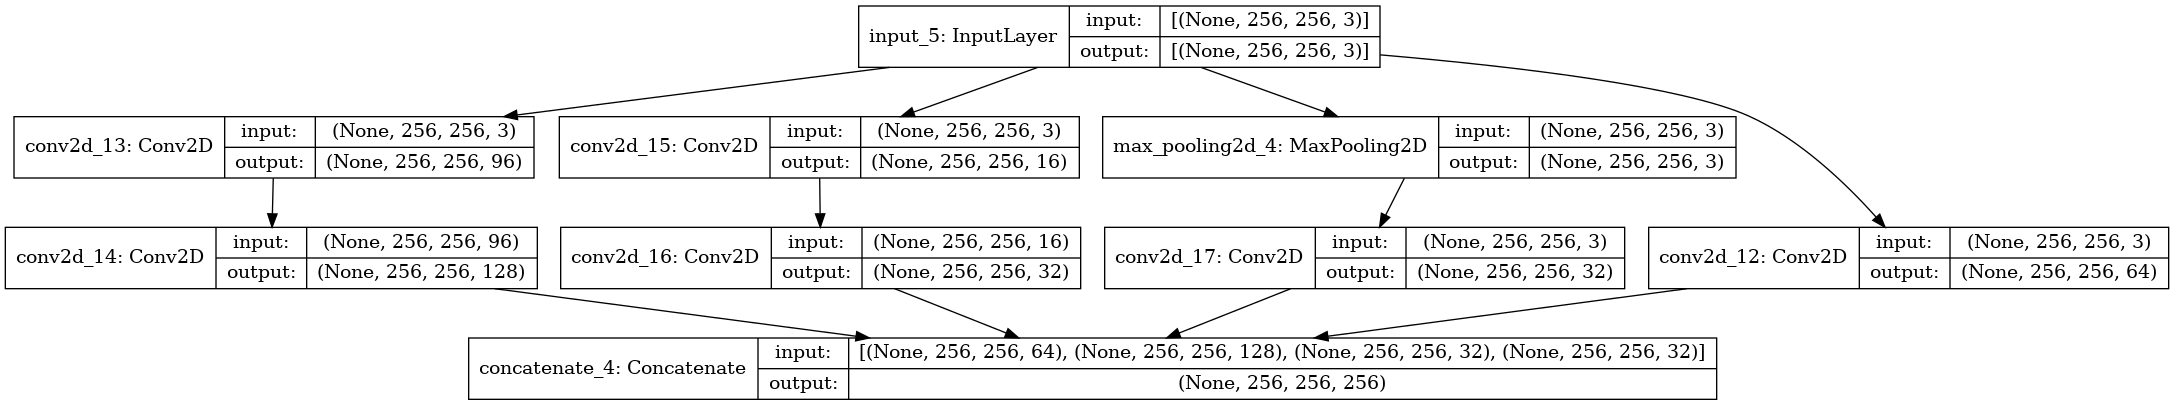 input_5: InputLayer
input: [(None, 256, 256, 3)]
output: [(None, 256, 256, 3)]
conv2d_13: Conv2D
input: (None, 256, 256, 3)
output: (None, 256, 256, 96)
conv2d_15: Conv2D
input: (None, 256, 256, 3)
output: (None, 256, 256, 16)
max_pooling2d_4: MaxPooling2D
input: (None, 256, 256, 3)
output: (None, 256, 256, 3)
conv2d_14: Conv2D
input: (None, 256, 256, 96)
output: (None, 256, 256, 128)
conv2d_16: Conv2D
input: (None, 256, 256, 16)
output: (None, 256, 256, 32)
conv2d_17: Conv2D
input: (None, 256, 256, 3)
output: (None, 256, 256, 32)
conv2d_12: Conv2D
input: (None, 256, 256, 3)
output: (None, 256, 256, 64)
concatenate_4: Concatenate
input: [(None, 256, 256, 64), (None, 256, 256, 128), (None, 256, 256, 32), (None, 256, 256, 32)]
output: (None, 256, 256, 256)